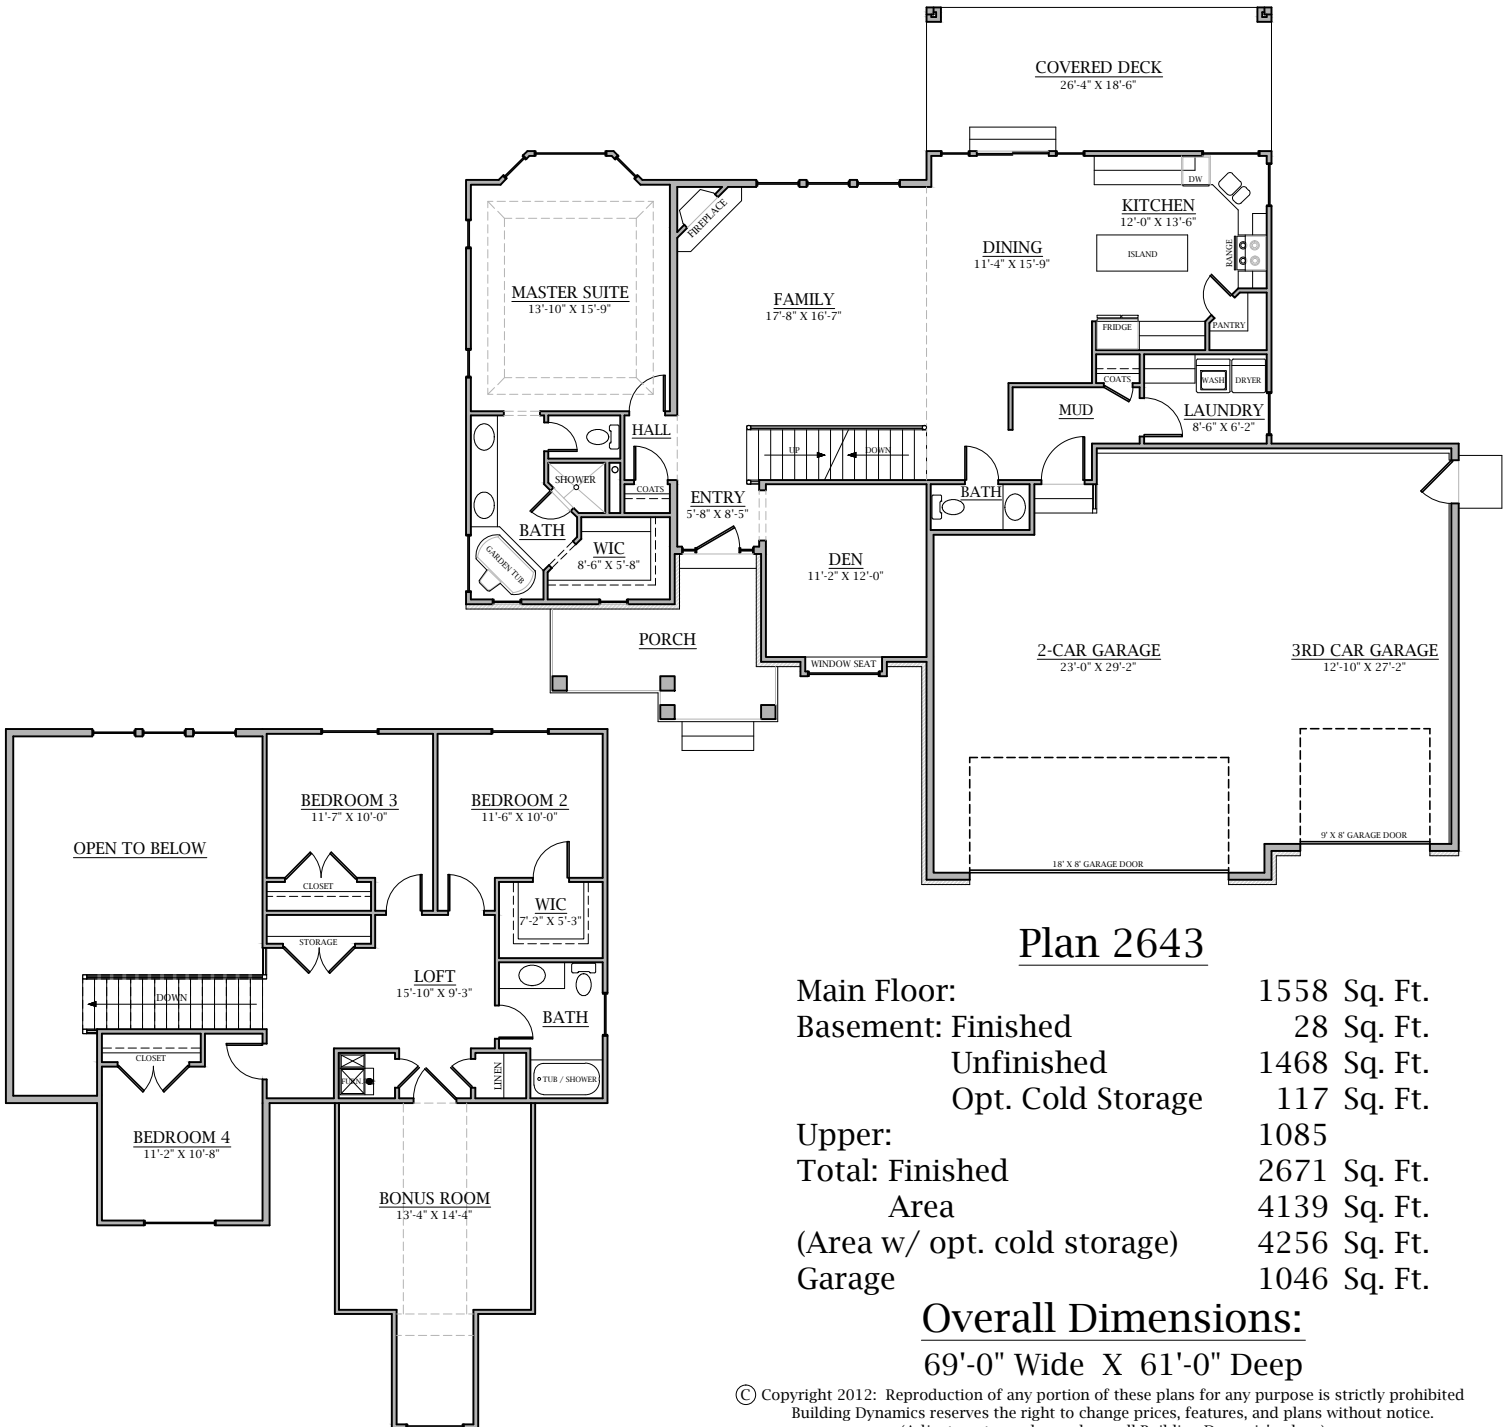 COVERED DECK
26'-4" X 18'-6"
DW
KITCHEN
12'-0" X 13'-6"
FIREPLACE
DINING
11'-4" X 15'-9"
ISLAND
RANGE
MASTER SUITE
13'-10" X 15'-9"
FAMILY
17'-8" X 16'-7"
FRIDGE
PANTRY
COATS
WASH
DRYER
MUD
LAUNDRY
8'-6" X 6'-2"
HALL
UP
DOWN
SHOWER
COATS
ENTRY
5'-8" X 8'-5"
BATH
BATH
WIC
8'-6" X 5'-8"
GARDEN TUB
DEN
11'-2" X 12'-0"
PORCH
WINDOW SEAT
2-CAR GARAGE
23'-0" X 29'-2"
3RD CAR GARAGE
12'-10" X 27'-2"
9' X 8' GARAGE DOOR
18' X 8' GARAGE DOOR
BEDROOM 3
11'-7" X 10'-0"
BEDROOM 2
11'-6" X 10'-0"
OPEN TO BELOW
CLOSET
WIC
7'-2" X 5'-3"
STORAGE
LOFT
15'-10" X 9'-3"
DOWN
BATH
CLOSET
FURN.
LINEN
TUB / SHOWER
BEDROOM 4
11'-2" X 10'-8"
BONUS ROOM
13'-4" X 14'-4"
Plan 2643
Main Floor: 1558 Sq. Ft.
Basement: Finished 28 Sq. Ft.
Unfinished 1468 Sq. Ft.
Opt. Cold Storage 117 Sq. Ft.
Upper: 1085
Total: Finished 2671 Sq. Ft.
Area 4139 Sq. Ft.
(Area w/ opt. cold storage) 4256 Sq. Ft.
Garage 1046 Sq. Ft.
Overall Dimensions:
69'-0" Wide X 61'-0" Deep
© Copyright 2012: Reproduction of any portion of these plans for any purpose is strictly prohibited
Building Dynamics reserves the right to change prices, features, and plans without notice.